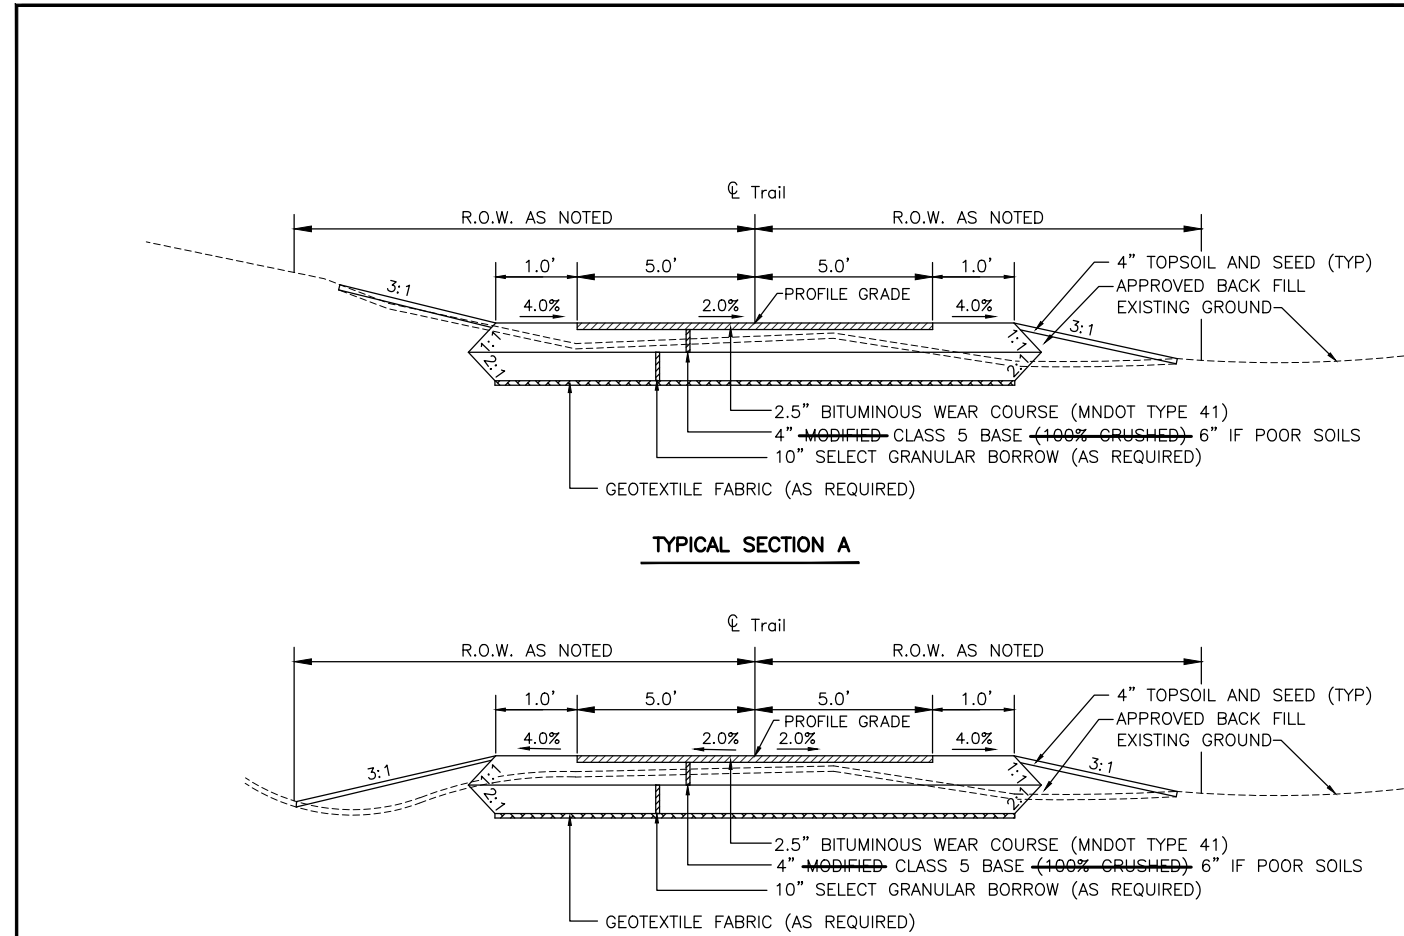 ℄ Trail
R.O.W. AS NOTED R.O.W. AS NOTED
1.0' 5.0' 5.0' 1.0'
4" TOPSOIL AND SEED (TYP)
APPROVED BACK FILL
EXISTING GROUND
3:1 4.0% 2.0% PROFILE GRADE 4.0% 3:1
1:1 1:1
2:1 2:1
2.5" BITUMINOUS WEAR COURSE (MNDOT TYPE 41)
4" MODIFIED CLASS 5 BASE (100% CRUSHED) 6" IF POOR SOILS
10" SELECT GRANULAR BORROW (AS REQUIRED)
GEOTEXTILE FABRIC (AS REQUIRED)
TYPICAL SECTION A
℄ Trail
R.O.W. AS NOTED R.O.W. AS NOTED
1.0' 5.0' 5.0' 1.0'
4" TOPSOIL AND SEED (TYP)
APPROVED BACK FILL
EXISTING GROUND
PROFILE GRADE
4.0% 2.0% 2.0% 4.0%
3:1 1:1 1:1 3:1
2:1 2:1
2.5" BITUMINOUS WEAR COURSE (MNDOT TYPE 41)
4" MODIFIED CLASS 5 BASE (100% CRUSHED) 6" IF POOR SOILS
10" SELECT GRANULAR BORROW (AS REQUIRED)
GEOTEXTILE FABRIC (AS REQUIRED)